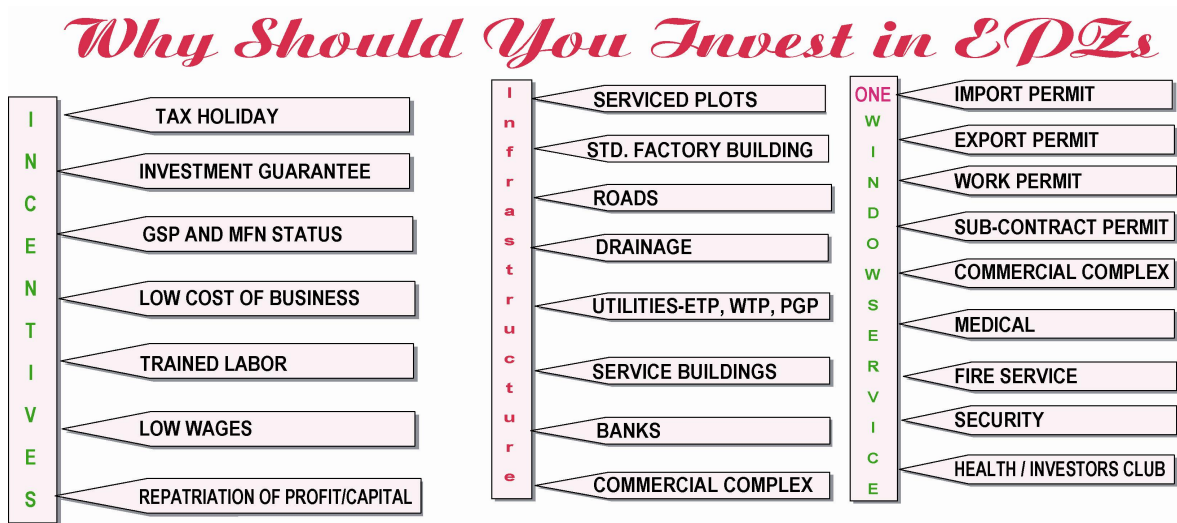 Why Should You Invest in EPZs
INCENTIVES
TAX HOLIDAY
INVESTMENT GUARANTEE
GSP AND MFN STATUS
LOW COST OF BUSINESS
TRAINED LABOR
LOW WAGES
REPATRIATION OF PROFIT/CAPITAL
Infrastructure
SERVICED PLOTS
STD. FACTORY BUILDING
ROADS
DRAINAGE
UTILITIES-ETP, WTP, PGP
SERVICE BUILDINGS
BANKS
COMMERCIAL COMPLEX
ONE
WINDOWSERVICE
IMPORT PERMIT
EXPORT PERMIT
WORK PERMIT
SUB-CONTRACT PERMIT
COMMERCIAL COMPLEX
MEDICAL
FIRE SERVICE
SECURITY
HEALTH / INVESTORS CLUB